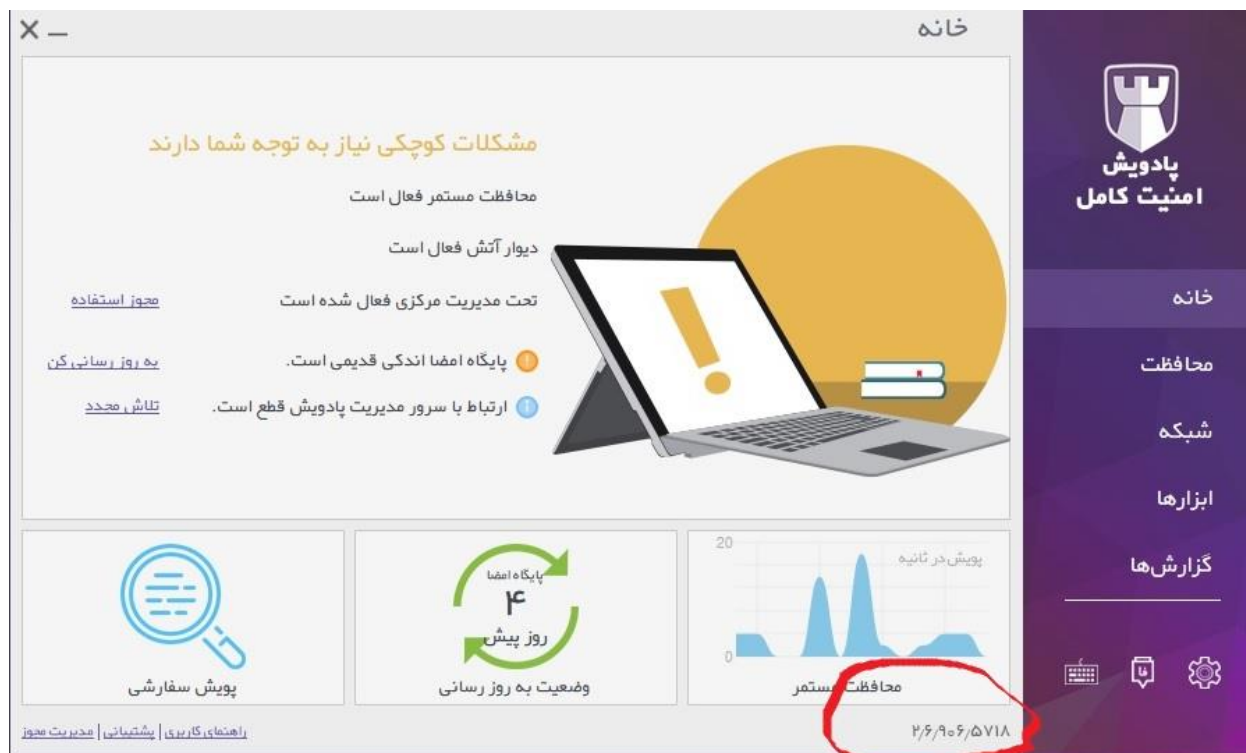 خانه
پادویش
امنیت کامل
خانه
محافظت
شبکه
ابزارها
گزارش‌ها
مشکلات کوچکی نیاز به توجه شما دارند
محافظت مستمر فعال است
دیوار آتش فعال است
تحت مدیریت مرکزی فعال شده است
مجوز استفاده
پایگاه امضا اندکی قدیمی است.
به روز رسانی کن
ارتباط با سرور مدیریت پادویش قطع است.
تلاش مجدد
پویش در ثانیه
20
0
محافظت مستمر
پایگاه امضا
۴
روز پیش
وضعیت به روز رسانی
پویش سفارشی
۲٫۶٫۹۰۶٫۵۷۱۸
راهنمای کاربری | پشتیبانی | مدیریت مجوز
فا